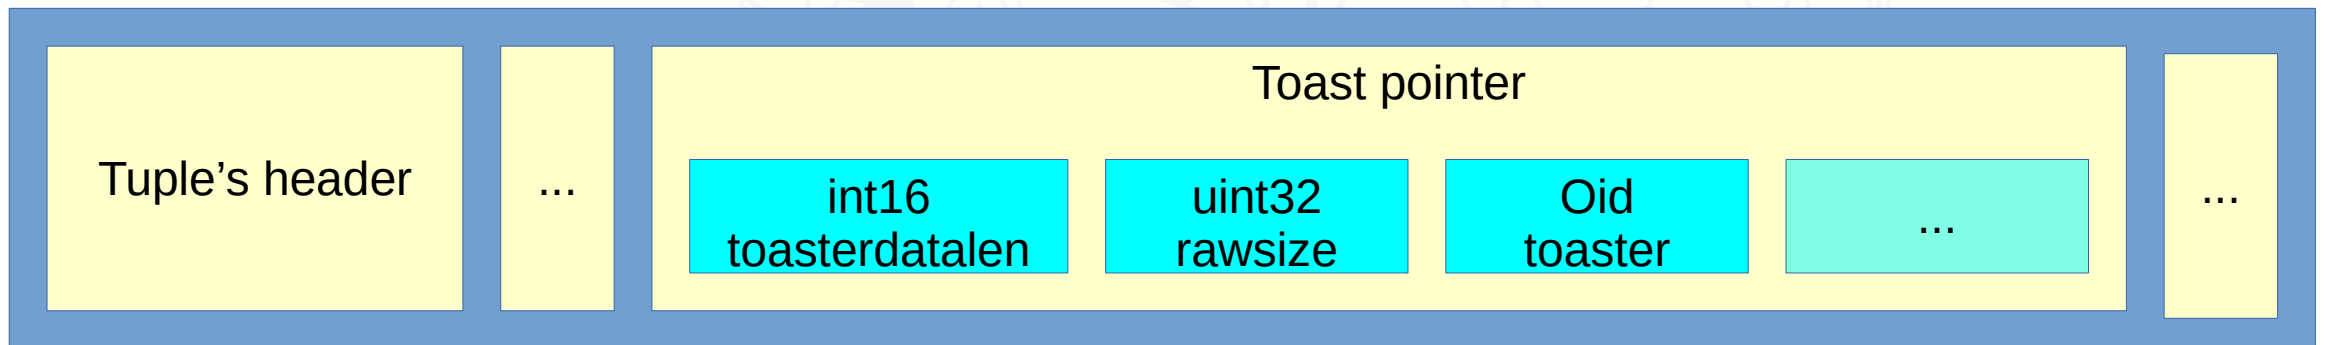 Toast pointer
Tuple’s header
...
int16
toasterdatalen
uint32
rawsize
Oid
toaster
...
...